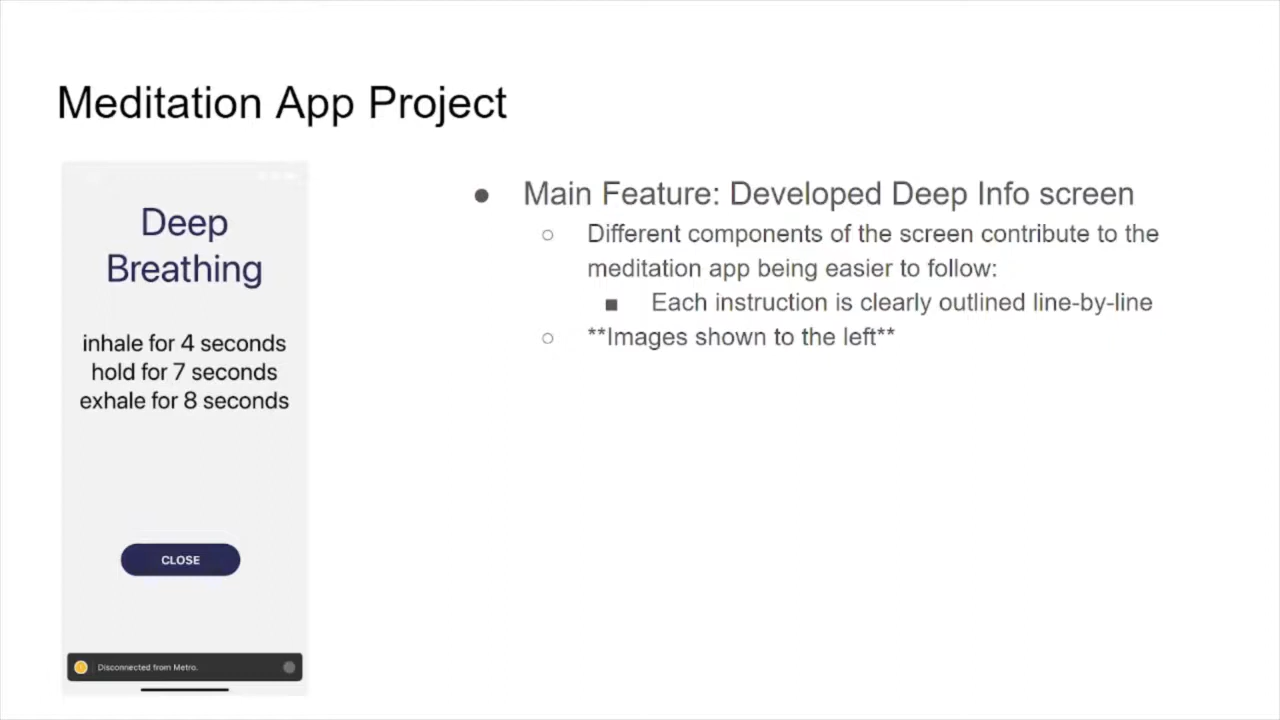 Meditation App Project
Deep
Breathing
inhale for 4 seconds
hold for 7 seconds
exhale for 8 seconds
CLOSE
Disconnected from Metro.
● Main Feature: Developed Deep Info screen
○ Different components of the screen contribute to the
meditation app being easier to follow:
■ Each instruction is clearly outlined line-by-line
○ **Images shown to the left**